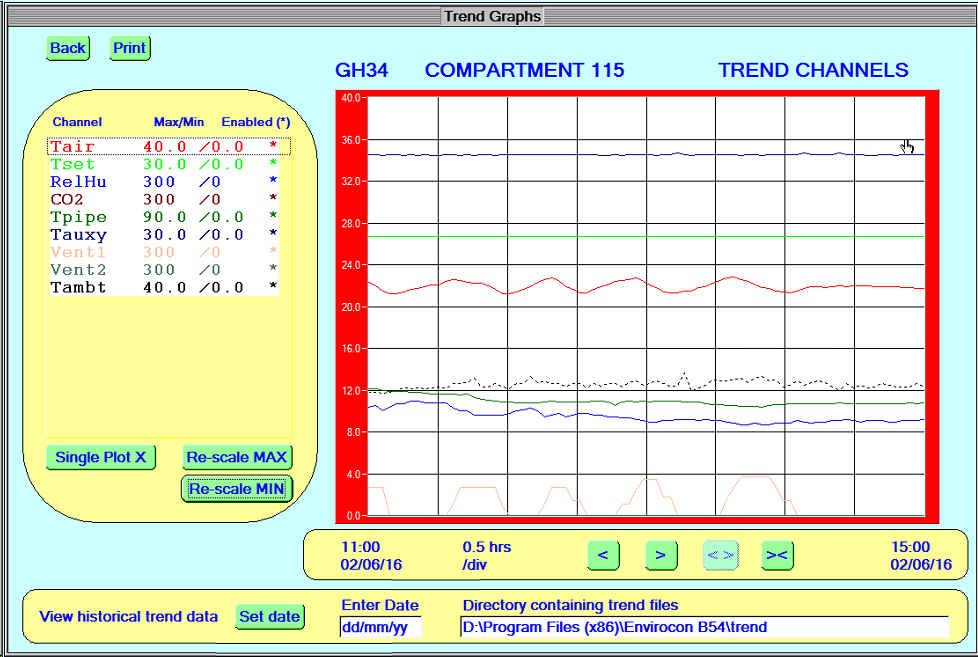 Trend Graphs
Back Print
GH34 COMPARTMENT 115 TREND CHANNELS
Channel Max/Min Enabled (*)
Tair 40.0 /0.0 *
Tset 30.0 /0.0 *
RelHu 300 /0 *
CO2 300 /0 *
Tpipe 90.0 /0.0 *
Tauxy 30.0 /0.0 *
Vent1 300 /0 *
Vent2 300 /0 *
Tambt 40.0 /0.0 *
Single Plot X Re-scale MAX
Re-scale MIN
40.0
36.0
32.0
28.0
24.0
20.0
16.0
12.0
8.0
4.0
0.0
11:00 0.5 hrs < > < > >< 15:00
02/06/16 /div 02/06/16
View historical trend data Set date
Enter Date
dd/mm/yy
Directory containing trend files
D:\Program Files (x86)\Envirocon B54\trend